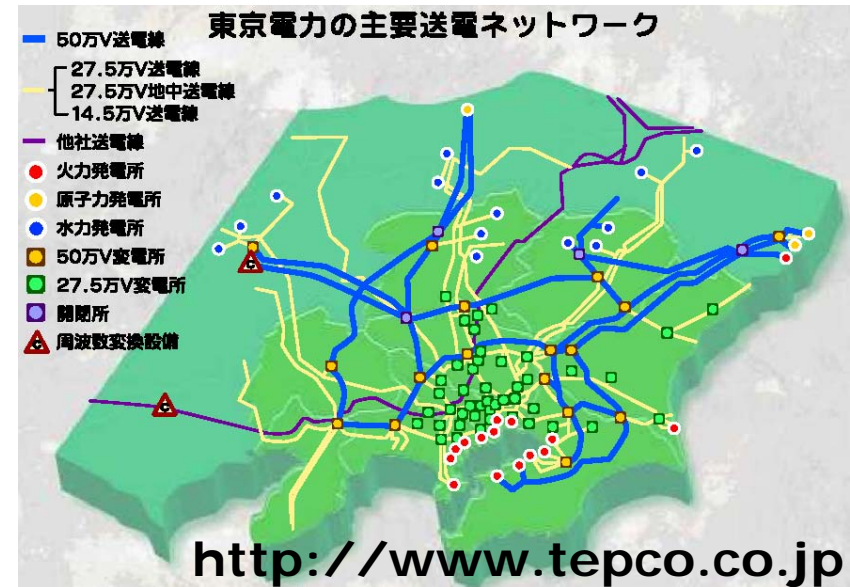 東京電力の主要送電ネットワーク
50万V送電線
27.5万V送電線
27.5万V地中送電線
14.5万V送電線
他社送電線
火力発電所
原子力発電所
水力発電所
50万V変電所
27.5万V変電所
開閉所
周波数変換設備
http://www.tepco.co.jp